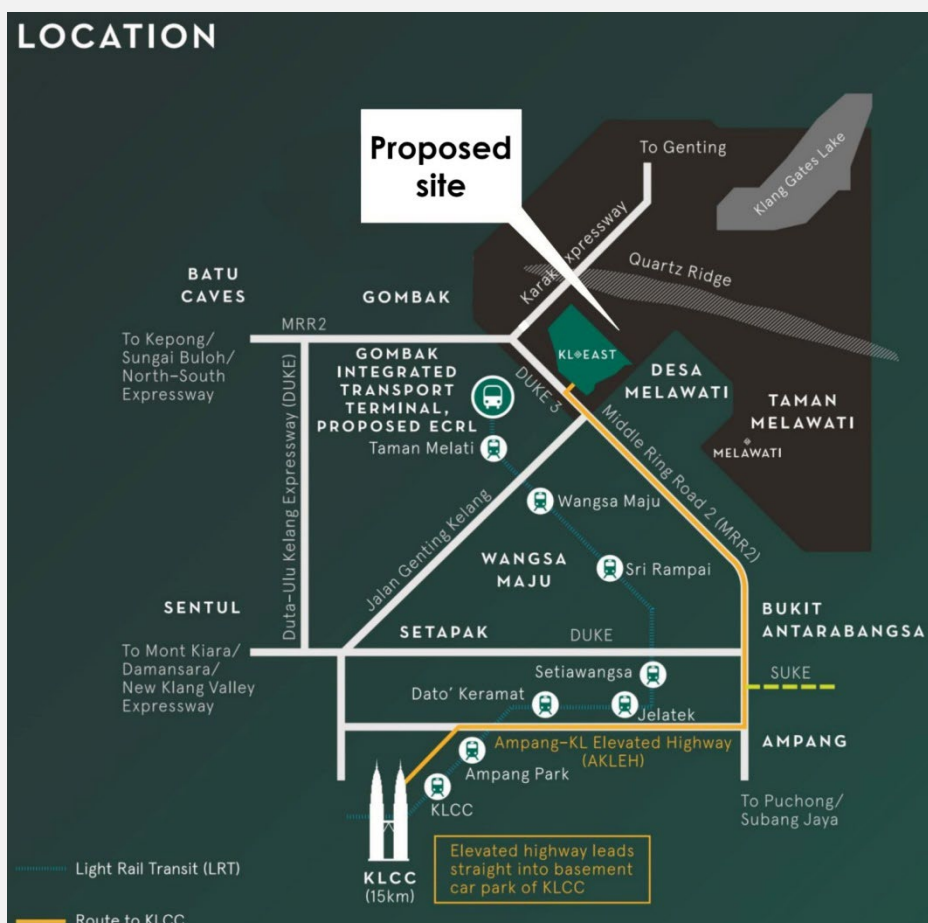 LOCATION
Proposed
site
To Genting
Klang Gates Lake
Karak Expressway
Quartz Ridge
BATU
CAVES
GOMBAK
MRR2
To Kepong/
Sungai Buloh/
North-South
Expressway
Duta-Ulu Kelang Expressway (DUKE)
GOMBAK
INTEGRATED
TRANSPORT
TERMINAL,
PROPOSED ECRL
DUKE 3
KL EAST
DESA
MELAWATI
TAMAN
MELAWATI
MELAWATI
Taman Melati
Middle Ring Road 2 (MRR2)
Wangsa Maju
Jalan Genting Kelang
WANGSA
MAJU
Sri Rampai
SENTUL
SETAPAK
DUKE
BUKIT
ANTARABANGSA
To Mont Kiara/
Damansara/
New Klang Valley
Expressway
Setiawangsa
SUKE
Dato' Keramat
Jelatek
Ampang-KL Elevated Highway
(AKLEH)
AMPANG
Ampang Park
KLCC
To Puchong/
Subang Jaya
KLCC
(15km)
Elevated highway leads
straight into basement
car park of KLCC
Light Rail Transit (LRT)
Route to KLCC